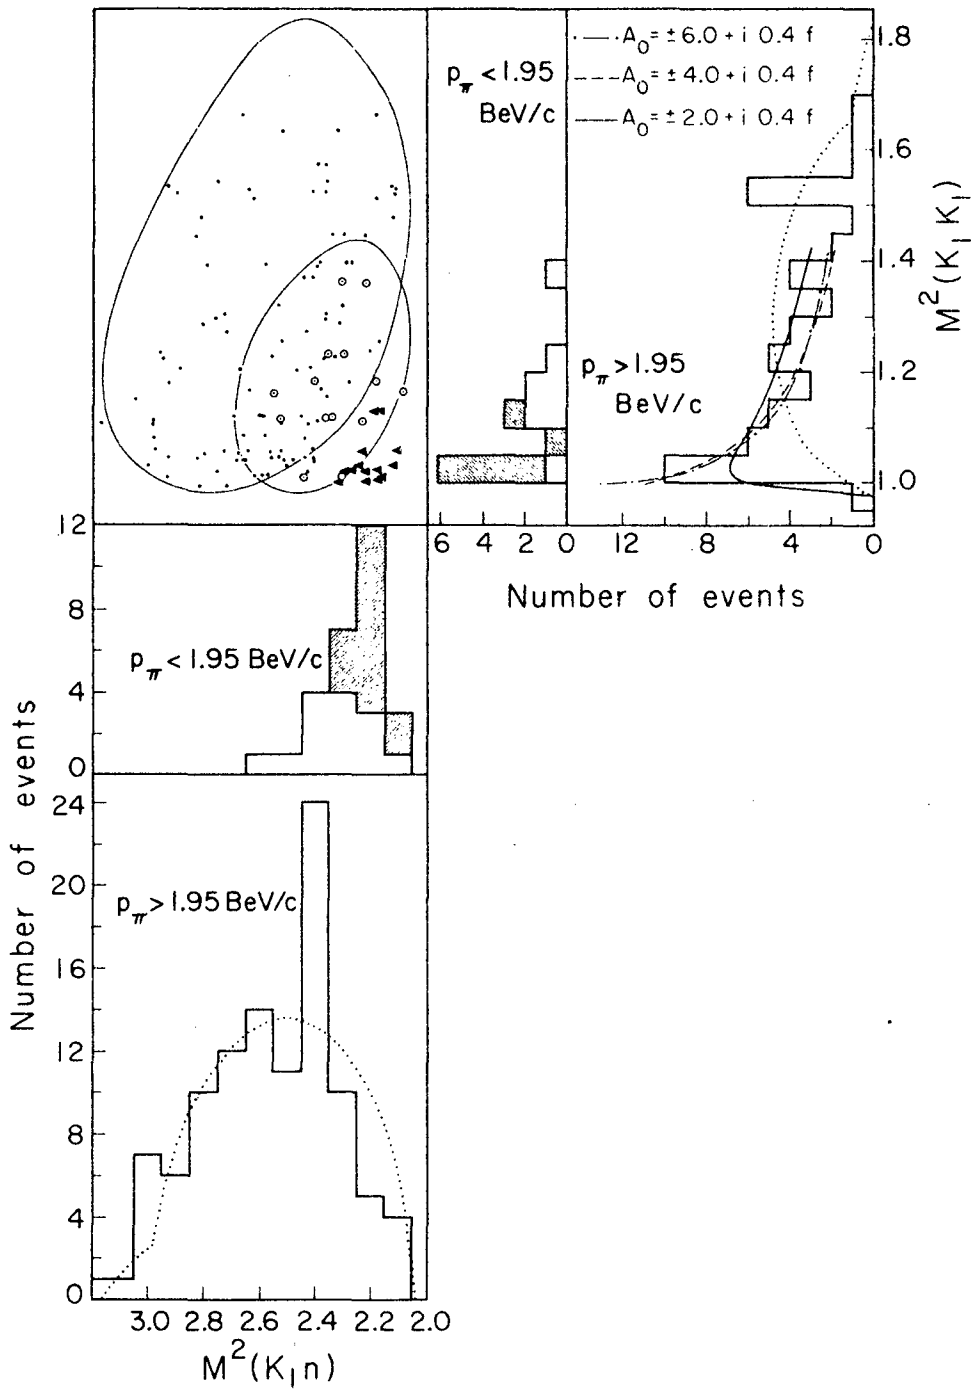 p_π < 1.95 BeV/c
A₀ = ± 6.0 + i 0.4 f
A₀ = ± 4.0 + i 0.4 f
A₀ = ± 2.0 + i 0.4 f
p_π > 1.95 BeV/c
1.8
1.6
1.4
1.2
1.0
M²(K₁K₁)
6 4 2 0 12 8 4 0
Number of events
12
8
4
0
p_π < 1.95 BeV/c
Number of events
24
20
16
12
8
4
0
p_π > 1.95 BeV/c
3.0 2.8 2.6 2.4 2.2 2.0
M²(K₁n)